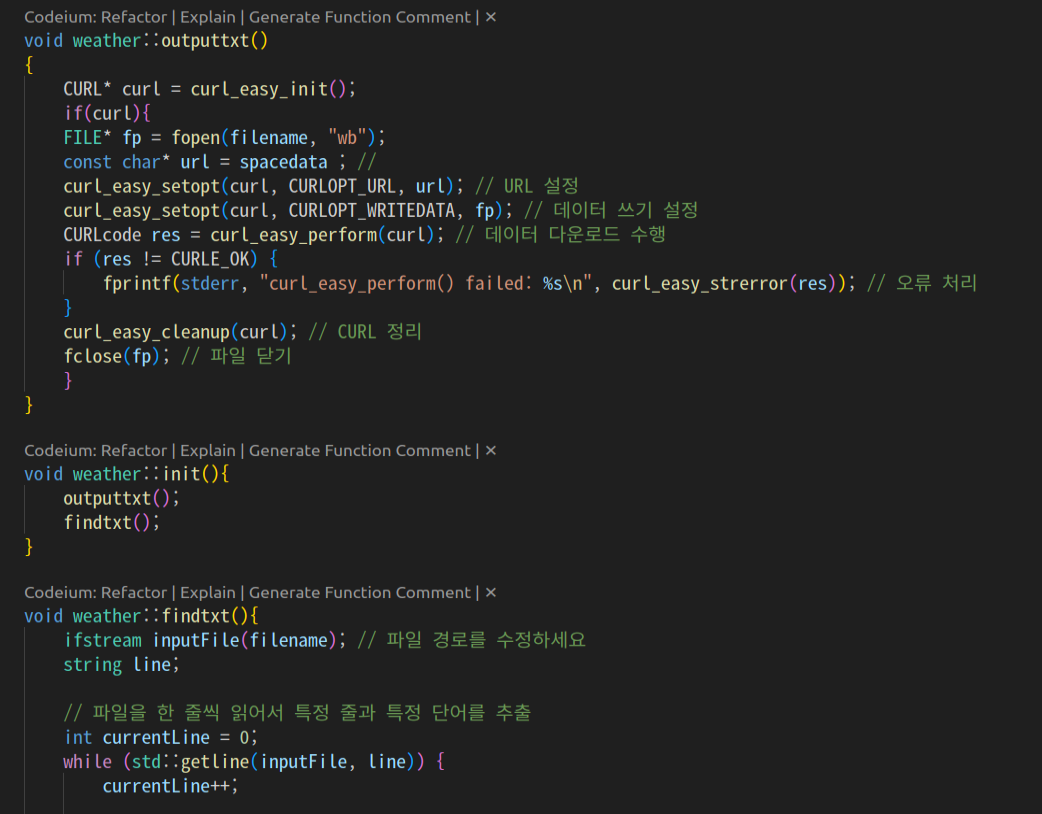 Codeium: Refactor | Explain | Generate Function Comment | ✕
void weather::outputtxt()
{
    CURL* curl = curl_easy_init();
    if(curl){
    FILE* fp = fopen(filename, "wb");
    const char* url = spacedata ; //
    curl_easy_setopt(curl, CURLOPT_URL, url); // URL 설정
    curl_easy_setopt(curl, CURLOPT_WRITEDATA, fp); // 데이터 쓰기 설정
    CURLcode res = curl_easy_perform(curl); // 데이터 다운로드 수행
    if (res != CURLE_OK) {
        fprintf(stderr, "curl_easy_perform() failed: %s\n", curl_easy_strerror(res)); // 오류 처리
    }
    curl_easy_cleanup(curl); // CURL 정리
    fclose(fp); // 파일 닫기
    }
}
Codeium: Refactor | Explain | Generate Function Comment | ✕
void weather::init(){
    outputtxt();
    findtxt();
}
Codeium: Refactor | Explain | Generate Function Comment | ✕
void weather::findtxt(){
    ifstream inputFile(filename); // 파일 경로를 수정하세요
    string line;
    // 파일을 한 줄씩 읽어서 특정 줄과 특정 단어를 추출
    int currentLine = 0;
    while (std::getline(inputFile, line)) {
        currentLine++;